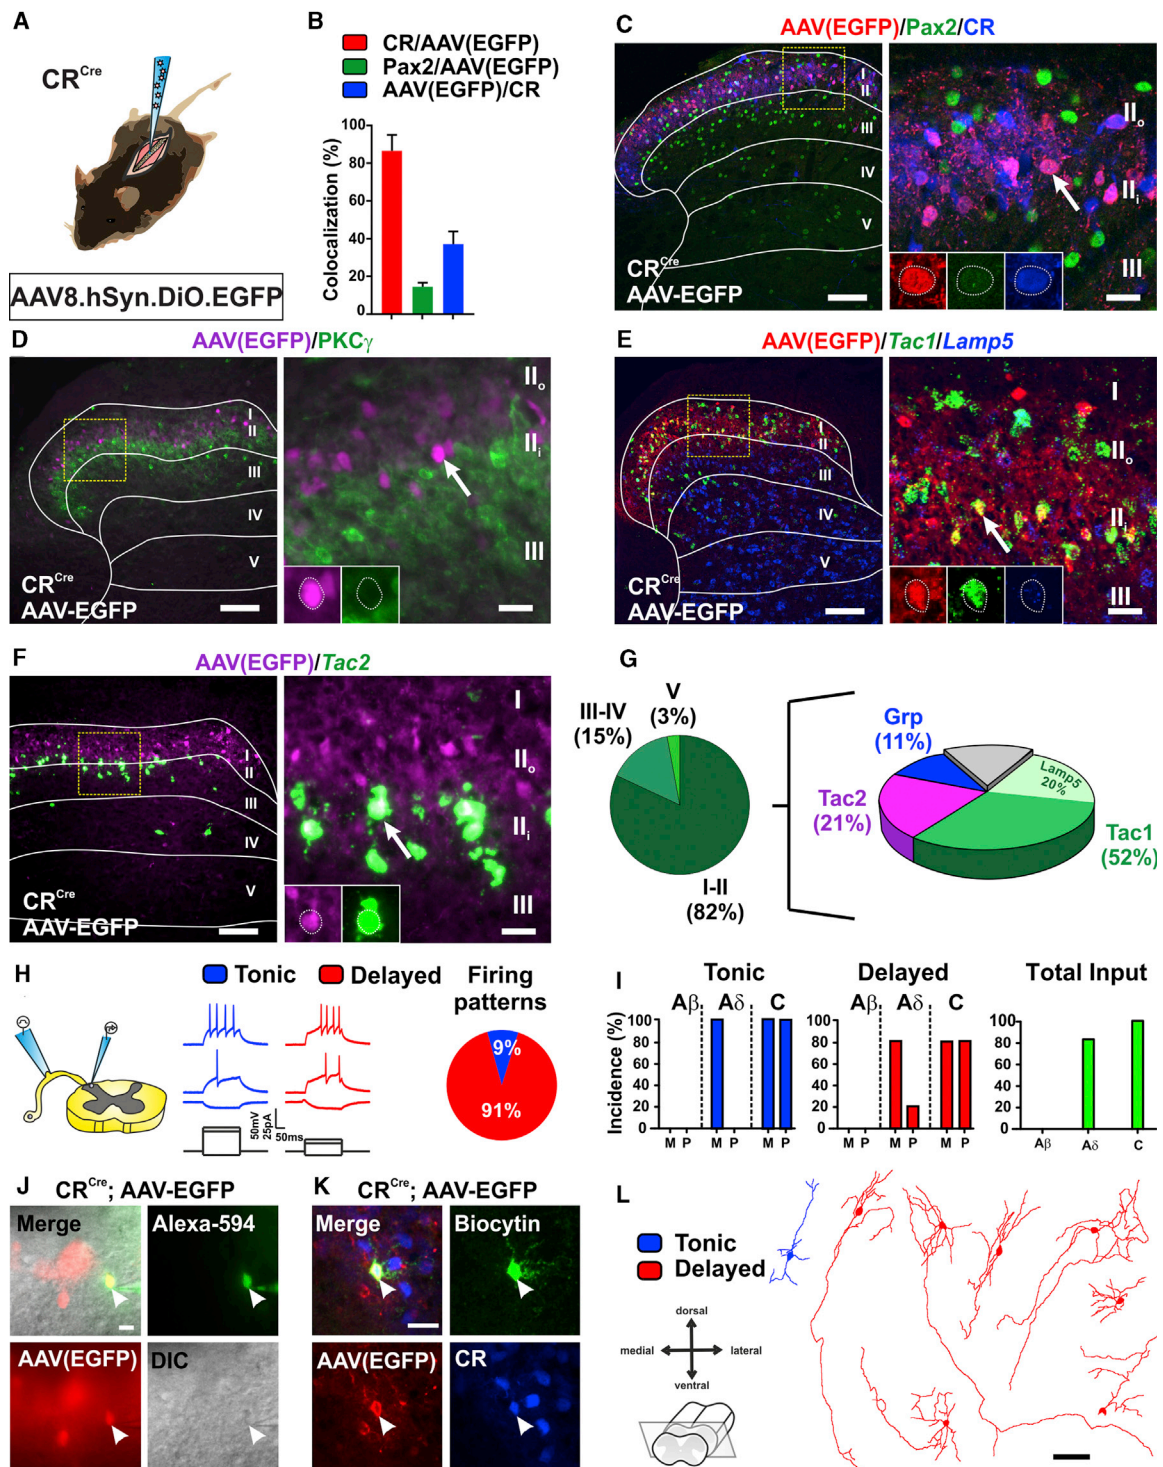 A
CR^Cre
AAV8.hSyn.DiO.EGFP
B
CR/AAV(EGFP)
Pax2/AAV(EGFP)
AAV(EGFP)/CR
Colocalization (%)
100
80
60
40
20
0
C
AAV(EGFP)/Pax2/CR
I
II
III
IV
V
CR^Cre
AAV-EGFP
II_o
II_i
III
D
AAV(EGFP)/PKCγ
I
II
III
IV
V
CR^Cre
AAV-EGFP
II_o
II_i
III
E
AAV(EGFP)/Tac1/Lamp5
I
II
III
IV
V
CR^Cre
AAV-EGFP
I
II_o
II_i
III
F
AAV(EGFP)/Tac2
I
II
III
IV
V
CR^Cre
AAV-EGFP
I
II_o
II_i
III
G
V
(3%)
III-IV
(15%)
I-II
(82%)
Grp
(11%)
Lamp5
20%
Tac2
(21%)
Tac1
(52%)
H
Tonic
Delayed
Firing
patterns
9%
91%
50mV
25pA
50ms
I
Tonic
Aβ Aδ C
Incidence (%)
100
80
60
40
20
0
M P M P M P
Delayed
Aβ Aδ C
100
80
60
40
20
0
M P M P M P
Total Input
100
80
60
40
20
0
Aβ Aδ C
J
CR^Cre; AAV-EGFP
Merge
Alexa-594
AAV(EGFP)
DIC
K
CR^Cre; AAV-EGFP
Merge
Biocytin
AAV(EGFP)
CR
L
Tonic
Delayed
dorsal
medial
lateral
ventral